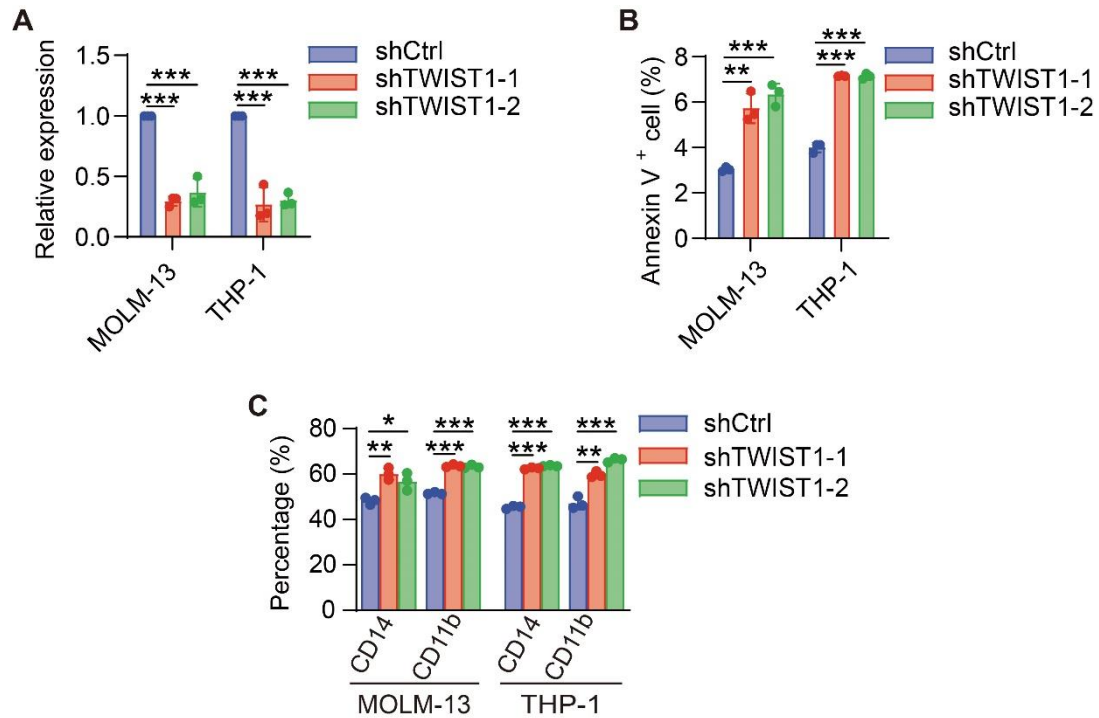 A
Relative expression
1.0
0.5
0.0
***
***
***
***
MOLM-13
THP-1
shCtrl
shTWIST1-1
shTWIST1-2
B
Annexin V + cell (%)
8
6
4
2
0
***
**
***
***
MOLM-13
THP-1
shCtrl
shTWIST1-1
shTWIST1-2
C
Percentage (%)
80
60
40
20
0
*
**
***
***
***
***
***
**
CD14
CD11b
CD14
CD11b
MOLM-13
THP-1
shCtrl
shTWIST1-1
shTWIST1-2